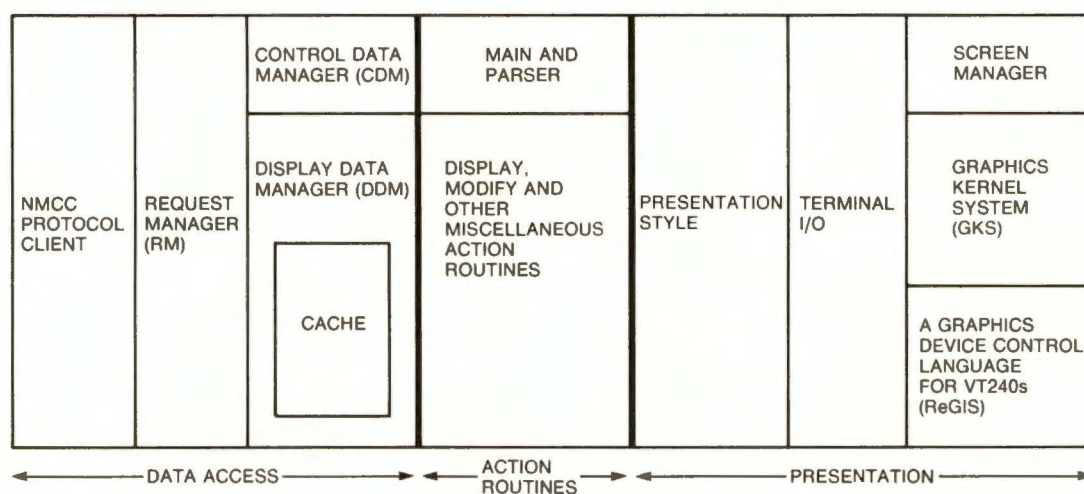 NMCC
PROTOCOL
CLIENT
REQUEST
MANAGER
(RM)
CONTROL DATA
MANAGER (CDM)
DISPLAY DATA
MANAGER (DDM)
CACHE
MAIN AND
PARSER
DISPLAY,
MODIFY AND
OTHER
MISCELLANEOUS
ACTION
ROUTINES
PRESENTATION
STYLE
TERMINAL
I/O
SCREEN
MANAGER
GRAPHICS
KERNEL
SYSTEM
(GKS)
A GRAPHICS
DEVICE CONTROL
LANGUAGE
FOR VT240s
(ReGIS)
DATA ACCESS
ACTION
ROUTINES
PRESENTATION